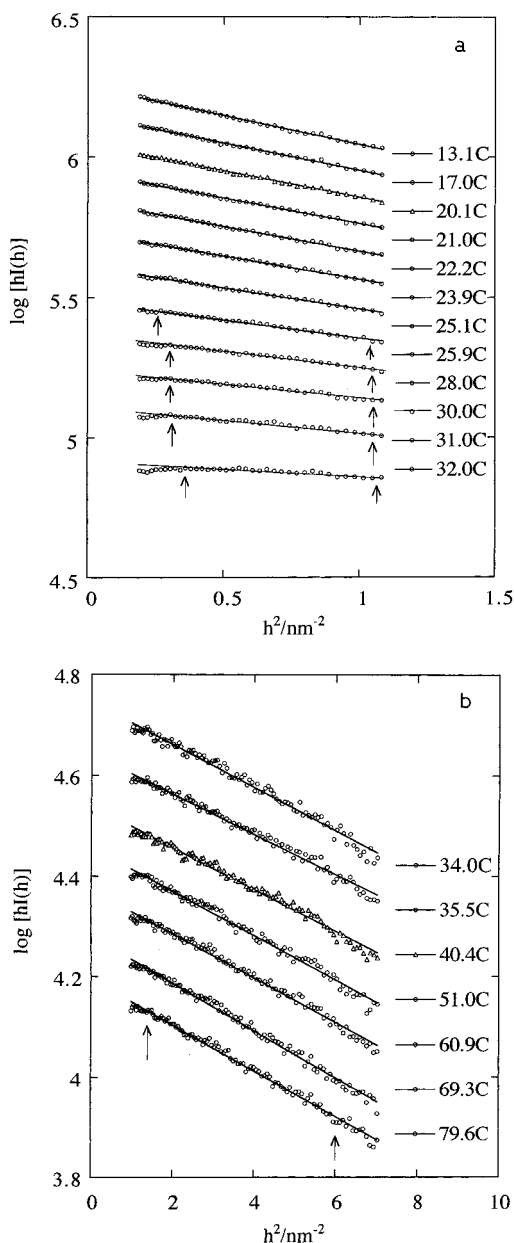 a
6.5
6
5.5
5
4.5
log [hI(h)]
13.1C
17.0C
20.1C
21.0C
22.2C
23.9C
25.1C
25.9C
28.0C
30.0C
31.0C
32.0C
0 0.5 1 1.5
h²/nm⁻²
b
4.8
4.6
4.4
4.2
4
3.8
log [hI(h)]
34.0C
35.5C
40.4C
51.0C
60.9C
69.3C
79.6C
0 2 4 6 8 10
h²/nm⁻²